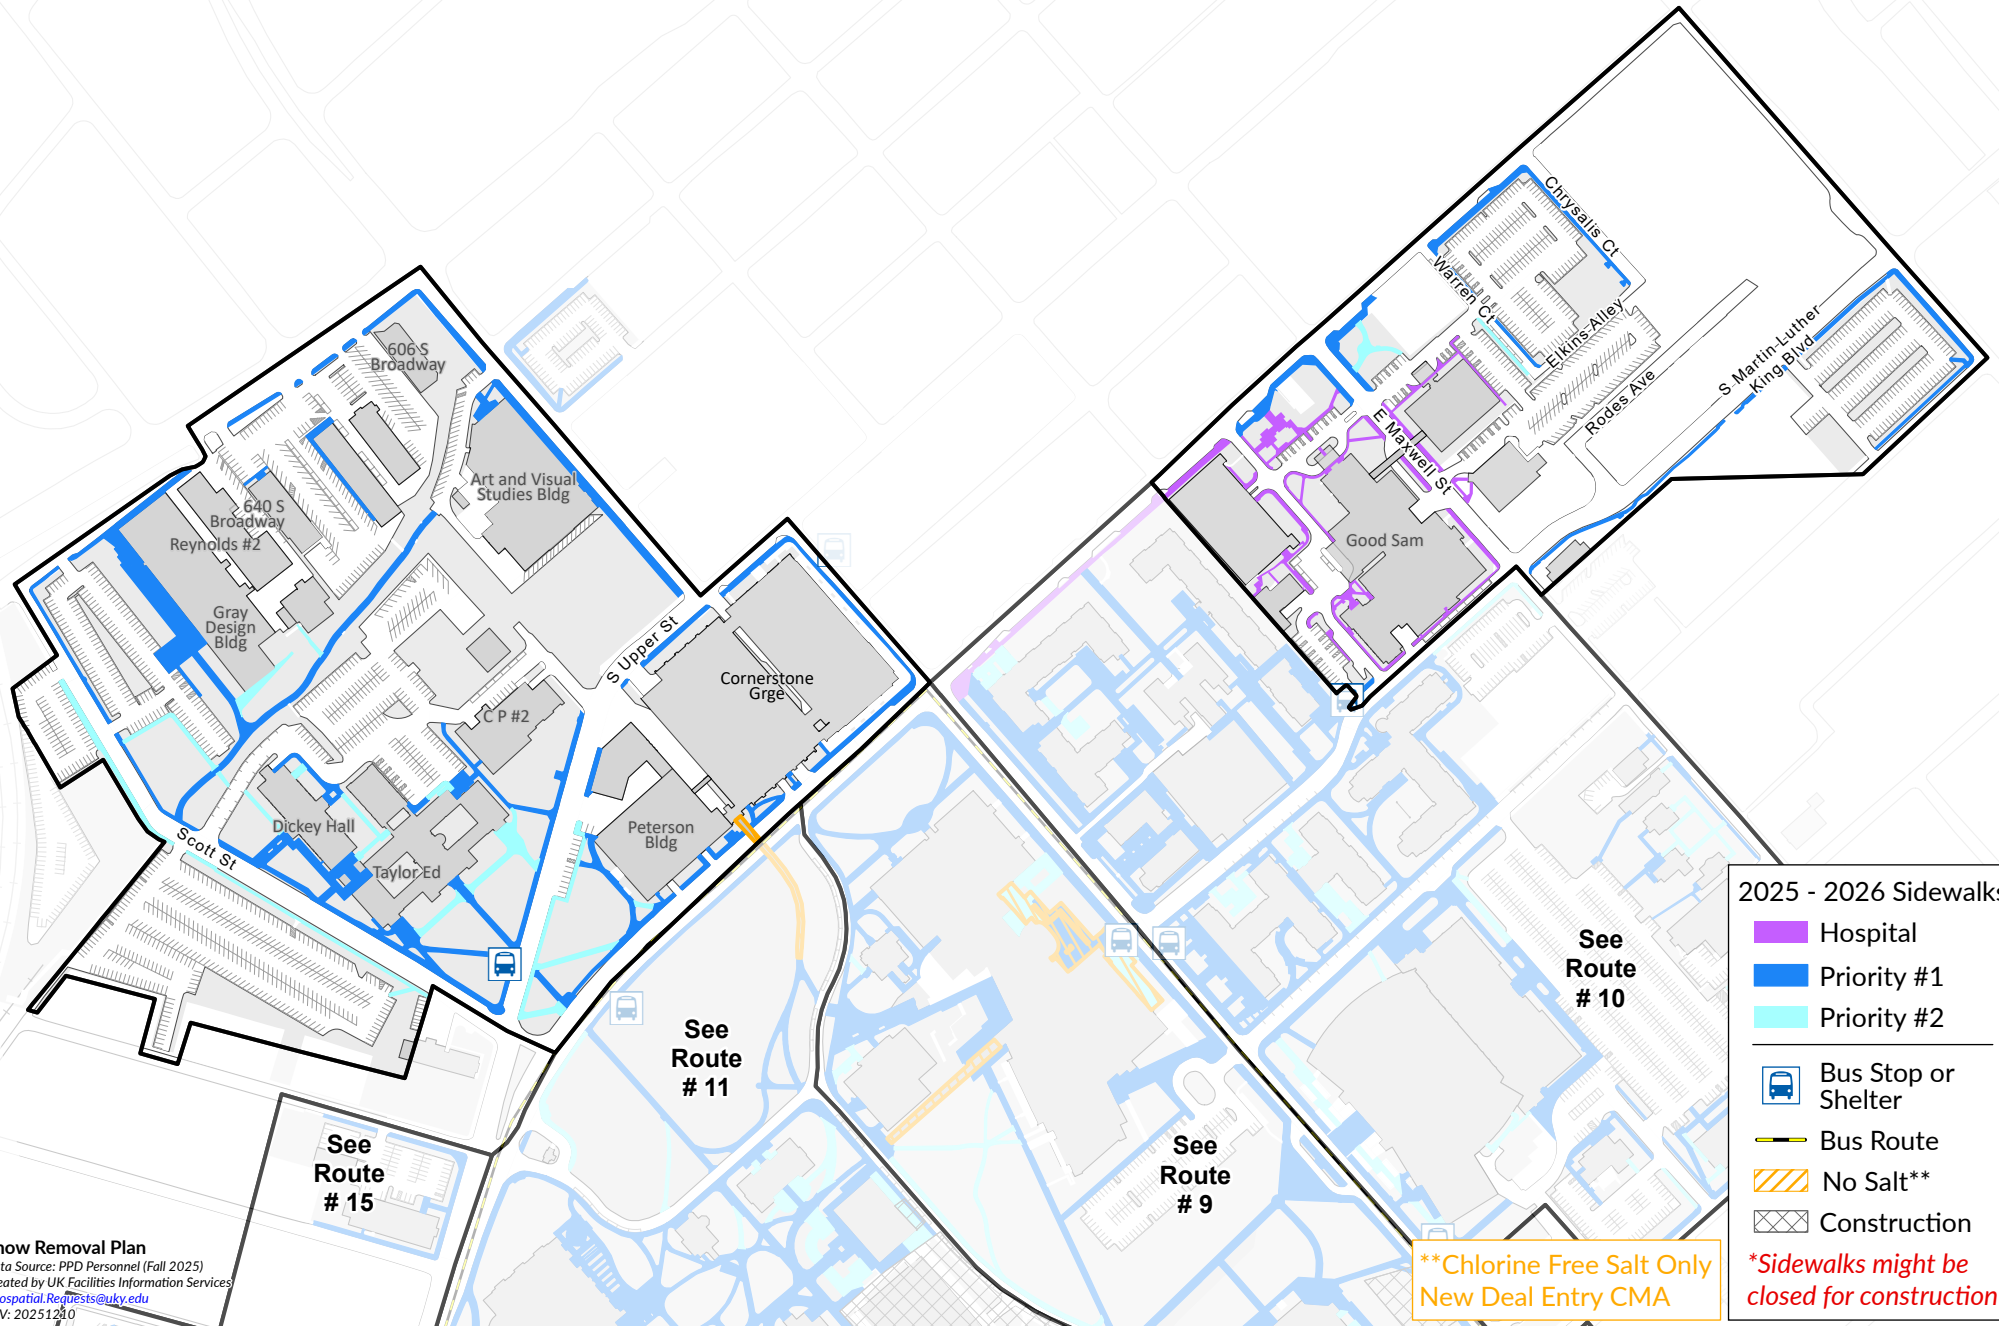 Chrysalis Ct
Warren Ct
Elkins Alley
S Martin Luther
King Blvd
Rodes Ave
E Maxwell St
Good Sam
606 S
Broadway
Art and Visual
Studies Bldg
640 S
Broadway
Reynolds #2
Gray
Design
Bldg
S Upper St
Cornerstone
Grge
C P #2
Dickey Hall
Peterson
Bldg
Taylor Ed
Scott St
See
Route
# 10
See
Route
# 11
See
Route
# 15
See
Route
# 9
2025 - 2026 Sidewalks
Hospital
Priority #1
Priority #2
Bus Stop or
Shelter
Bus Route
No Salt**
Construction
*Sidewalks might be
closed for construction
**Chlorine Free Salt Only
New Deal Entry CMA
now Removal Plan
ta Source: PPD Personnel (Fall 2025)
eated by UK Facilities Information Services
ospatial.Requests@uky.edu
V: 20251210